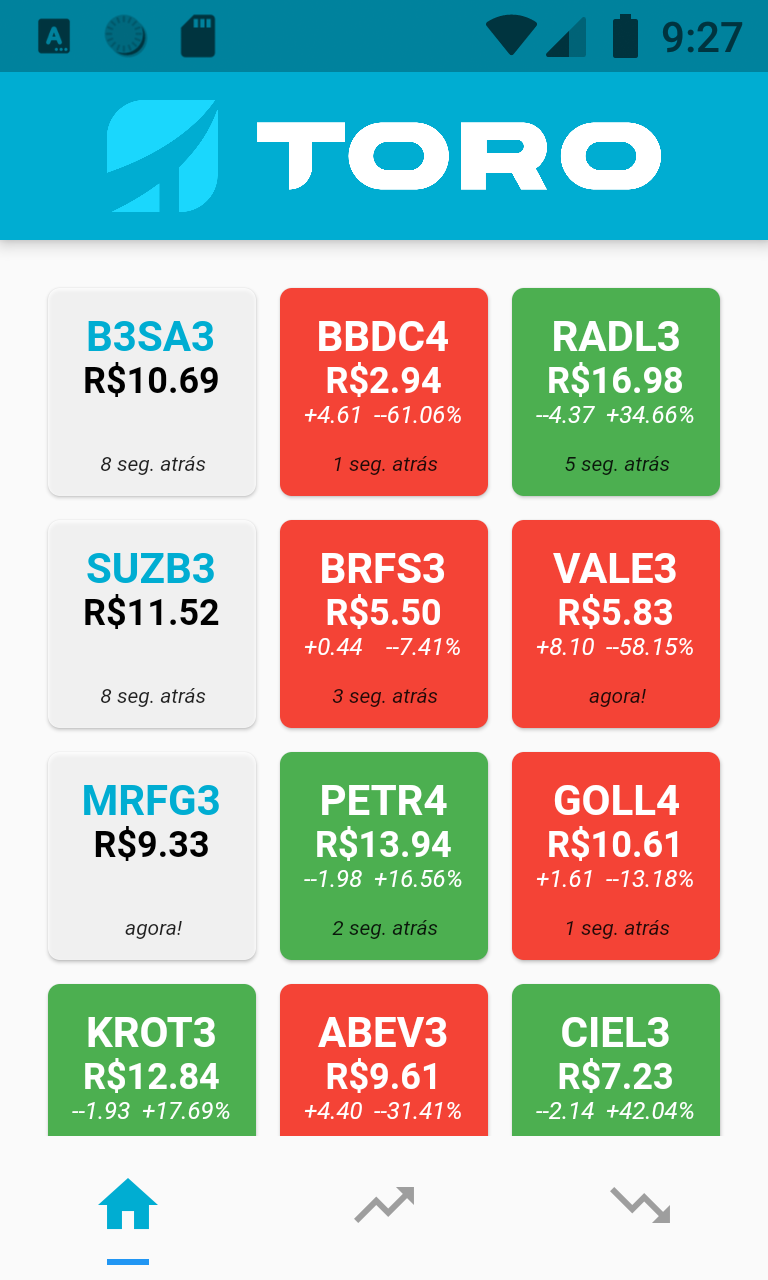 A
9:27
TORO
B3SA3
R$10.69
8 seg. atrás
BBDC4
R$2.94
+4.61 --61.06%
1 seg. atrás
RADL3
R$16.98
--4.37 +34.66%
5 seg. atrás
SUZB3
R$11.52
8 seg. atrás
BRFS3
R$5.50
+0.44 --7.41%
3 seg. atrás
VALE3
R$5.83
+8.10 --58.15%
agora!
MRFG3
R$9.33
agora!
PETR4
R$13.94
--1.98 +16.56%
2 seg. atrás
GOLL4
R$10.61
+1.61 --13.18%
1 seg. atrás
KROT3
R$12.84
--1.93 +17.69%
ABEV3
R$9.61
+4.40 --31.41%
CIEL3
R$7.23
--2.14 +42.04%